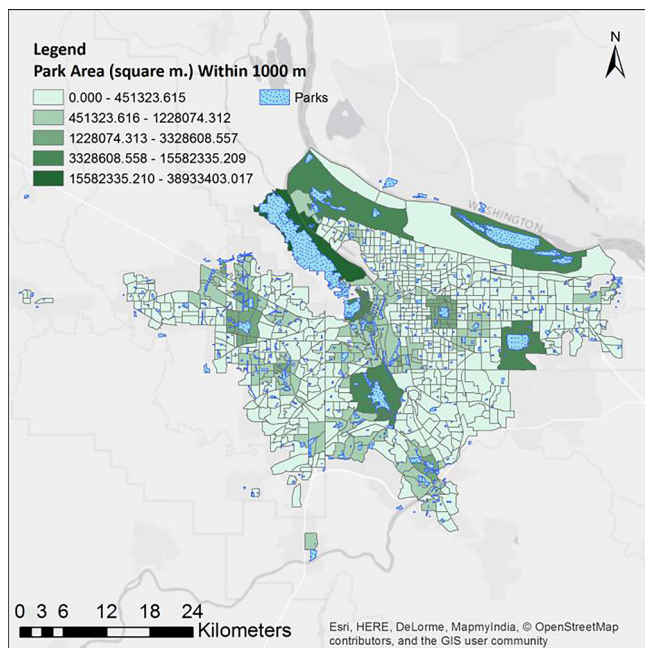 N
Legend
Park Area (square m.) Within 1000 m
0.000 - 451323.615
Parks
451323.616 - 1228074.312
1228074.313 - 3328608.557
3328608.558 - 15582335.209
15582335.210 - 38933403.017
WASHINGTON
0 3 6 12 18 24
Kilometers
Esri, HERE, DeLorme, MapmyIndia, © OpenStreetMap
contributors, and the GIS user community